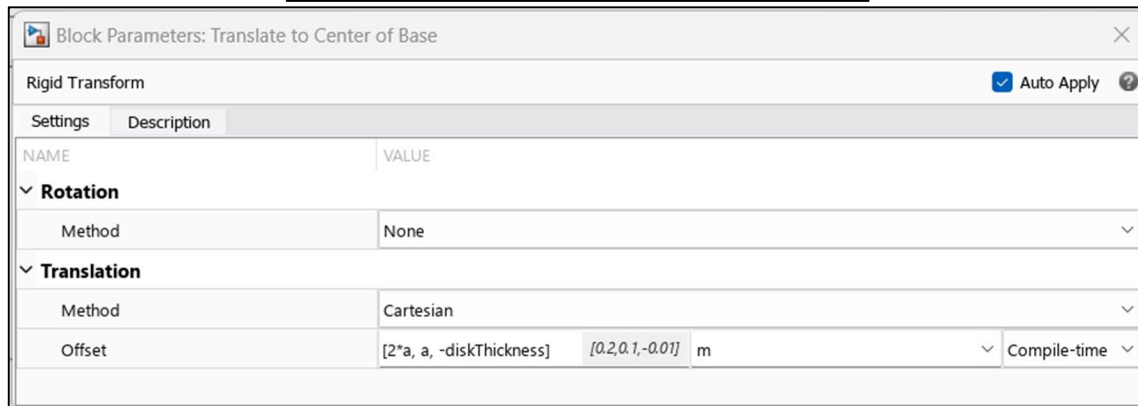 Block Parameters: Translate to Center of Base
Rigid Transform
Auto Apply
Settings Description
NAME VALUE
Rotation
Method None
Translation
Method Cartesian
Offset [2*a, a, -diskThickness] [0.2,0.1,-0.01] m Compile-time